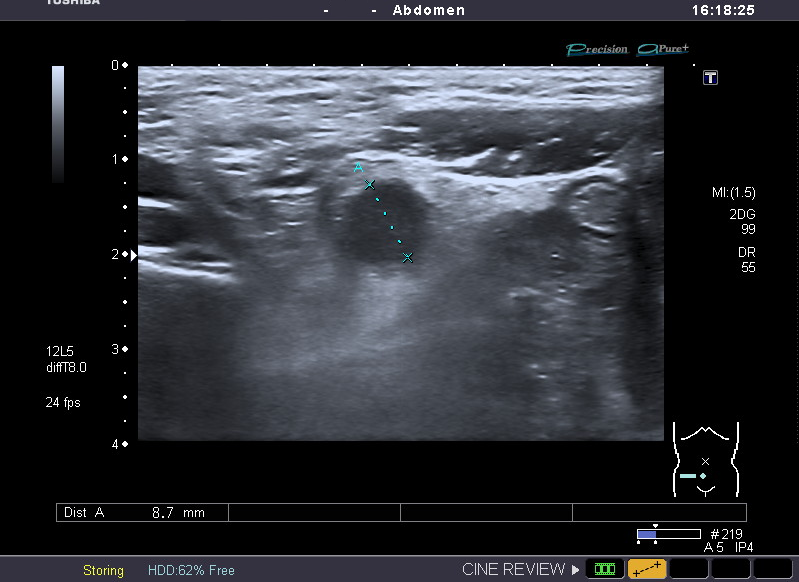 TOSHIBA
- - Abdomen 16:18:25
Precision APure+
T
0
1
2
3
4
A
MI:(1.5)
2DG
99
DR
55
12L5
diffT8.0
24 fps
Dist A 8.7 mm
#219
A 5 IP4
Storing HDD:62% Free CINE REVIEW